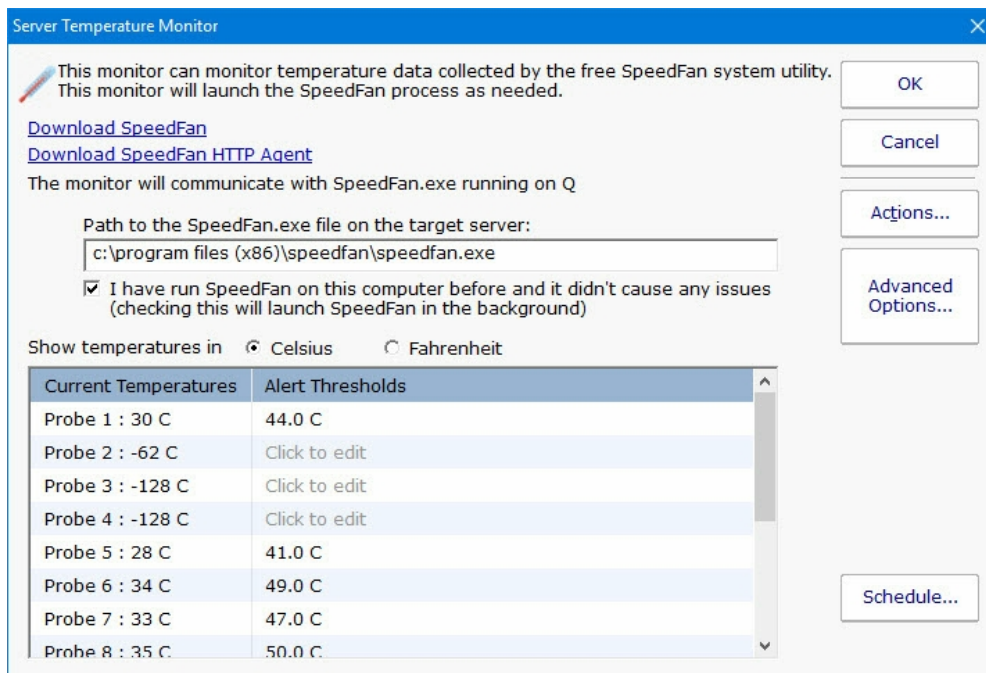 Server Temperature Monitor
This monitor can monitor temperature data collected by the free SpeedFan system utility.
This monitor will launch the SpeedFan process as needed.
OK
Download SpeedFan
Cancel
Download SpeedFan HTTP Agent
The monitor will communicate with SpeedFan.exe running on Q
Actions...
Path to the SpeedFan.exe file on the target server:
c:\program files (x86)\speedfan\speedfan.exe
I have run SpeedFan on this computer before and it didn't cause any issues
(checking this will launch SpeedFan in the background)
Advanced
Options...
Show temperatures in Celsius Fahrenheit
Current Temperatures Alert Thresholds
Probe 1 : 30 C 44.0 C
Probe 2 : -62 C Click to edit
Probe 3 : -128 C Click to edit
Probe 4 : -128 C Click to edit
Probe 5 : 28 C 41.0 C
Probe 6 : 34 C 49.0 C
Probe 7 : 33 C 47.0 C
Probe 8 : 35 C 50.0 C
Schedule...